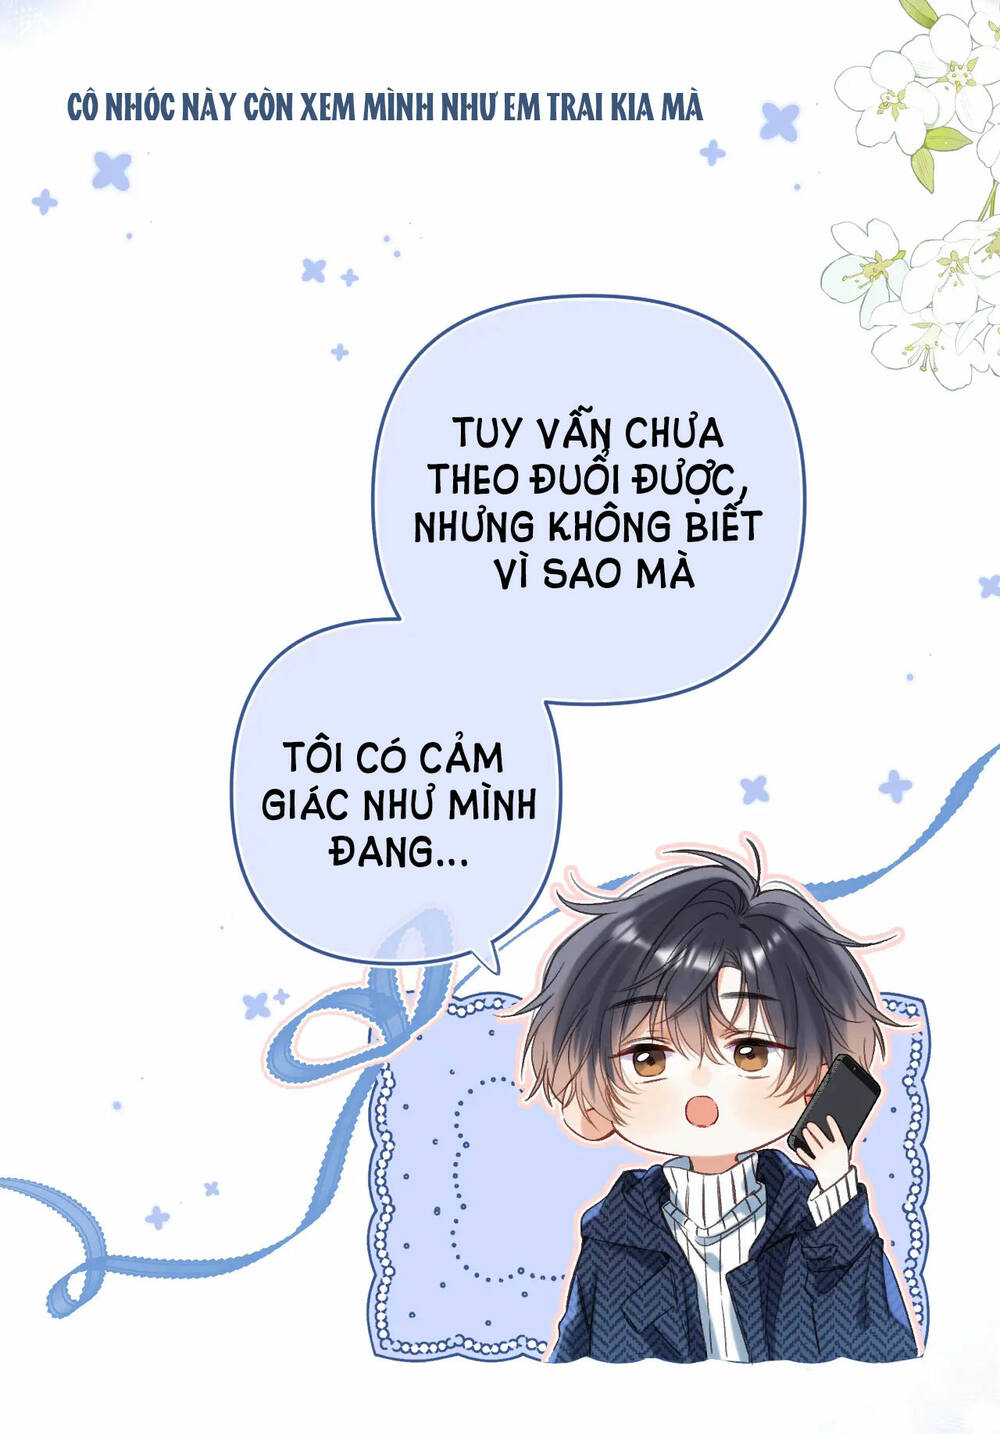 CÔ NHÓC NÀY CÒN XEM MÌNH NHƯ EM TRAI KIA MÀ
TUY VẪN CHƯA
THEO ĐUỔI ĐƯỢC,
NHƯNG KHÔNG BIẾT
VÌ SAO MÀ
TÔI CÓ CẢM
GIÁC NHƯ MÌNH
ĐANG...